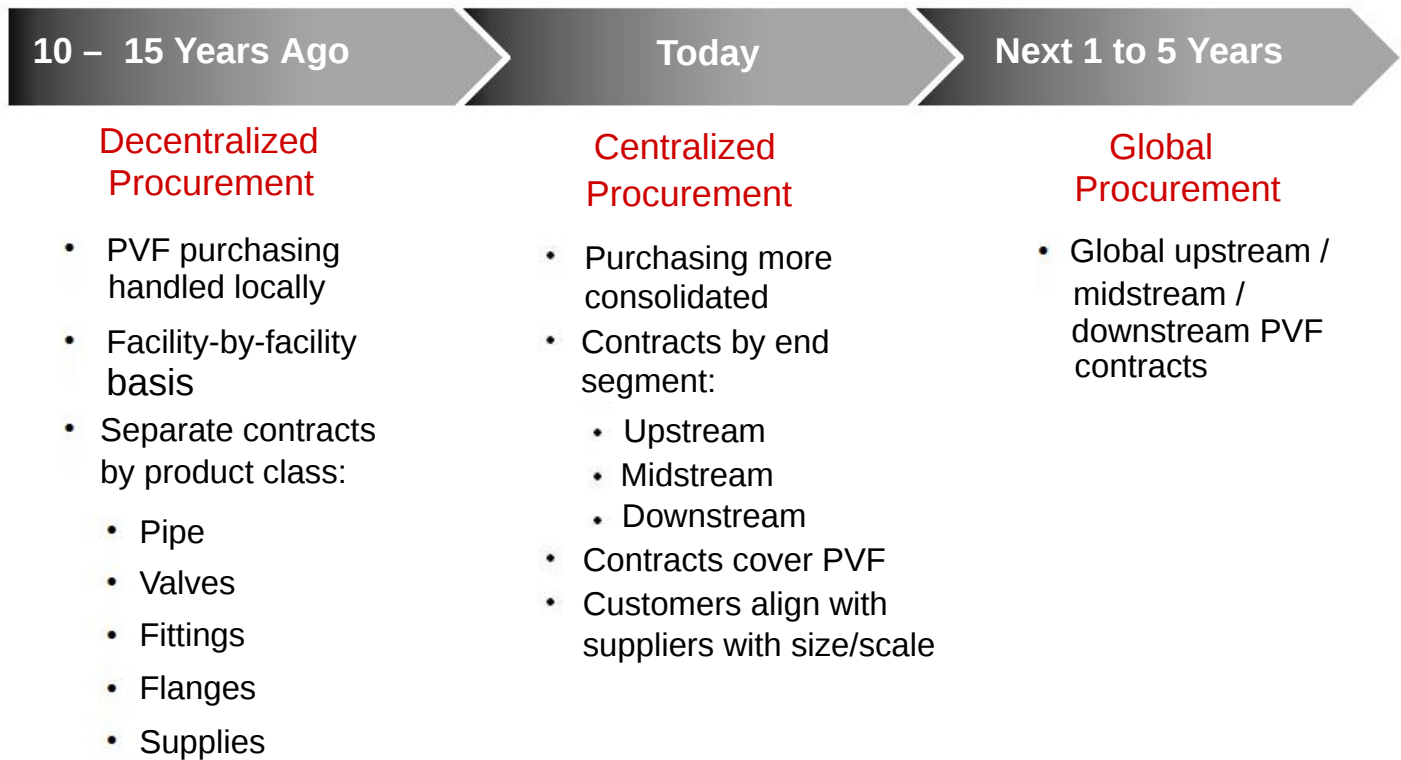 10 – 15 Years Ago
Today
Next 1 to 5 Years
Decentralized
Procurement
• PVF purchasing
handled locally
• Facility-by-facility
basis
• Separate contracts
by product class:
• Pipe
• Valves
• Fittings
• Flanges
• Supplies
Centralized
Procurement
• Purchasing more
consolidated
• Contracts by end
segment:
• Upstream
• Midstream
• Downstream
• Contracts cover PVF
• Customers align with
suppliers with size/scale
Global
Procurement
• Global upstream /
midstream /
downstream PVF
contracts